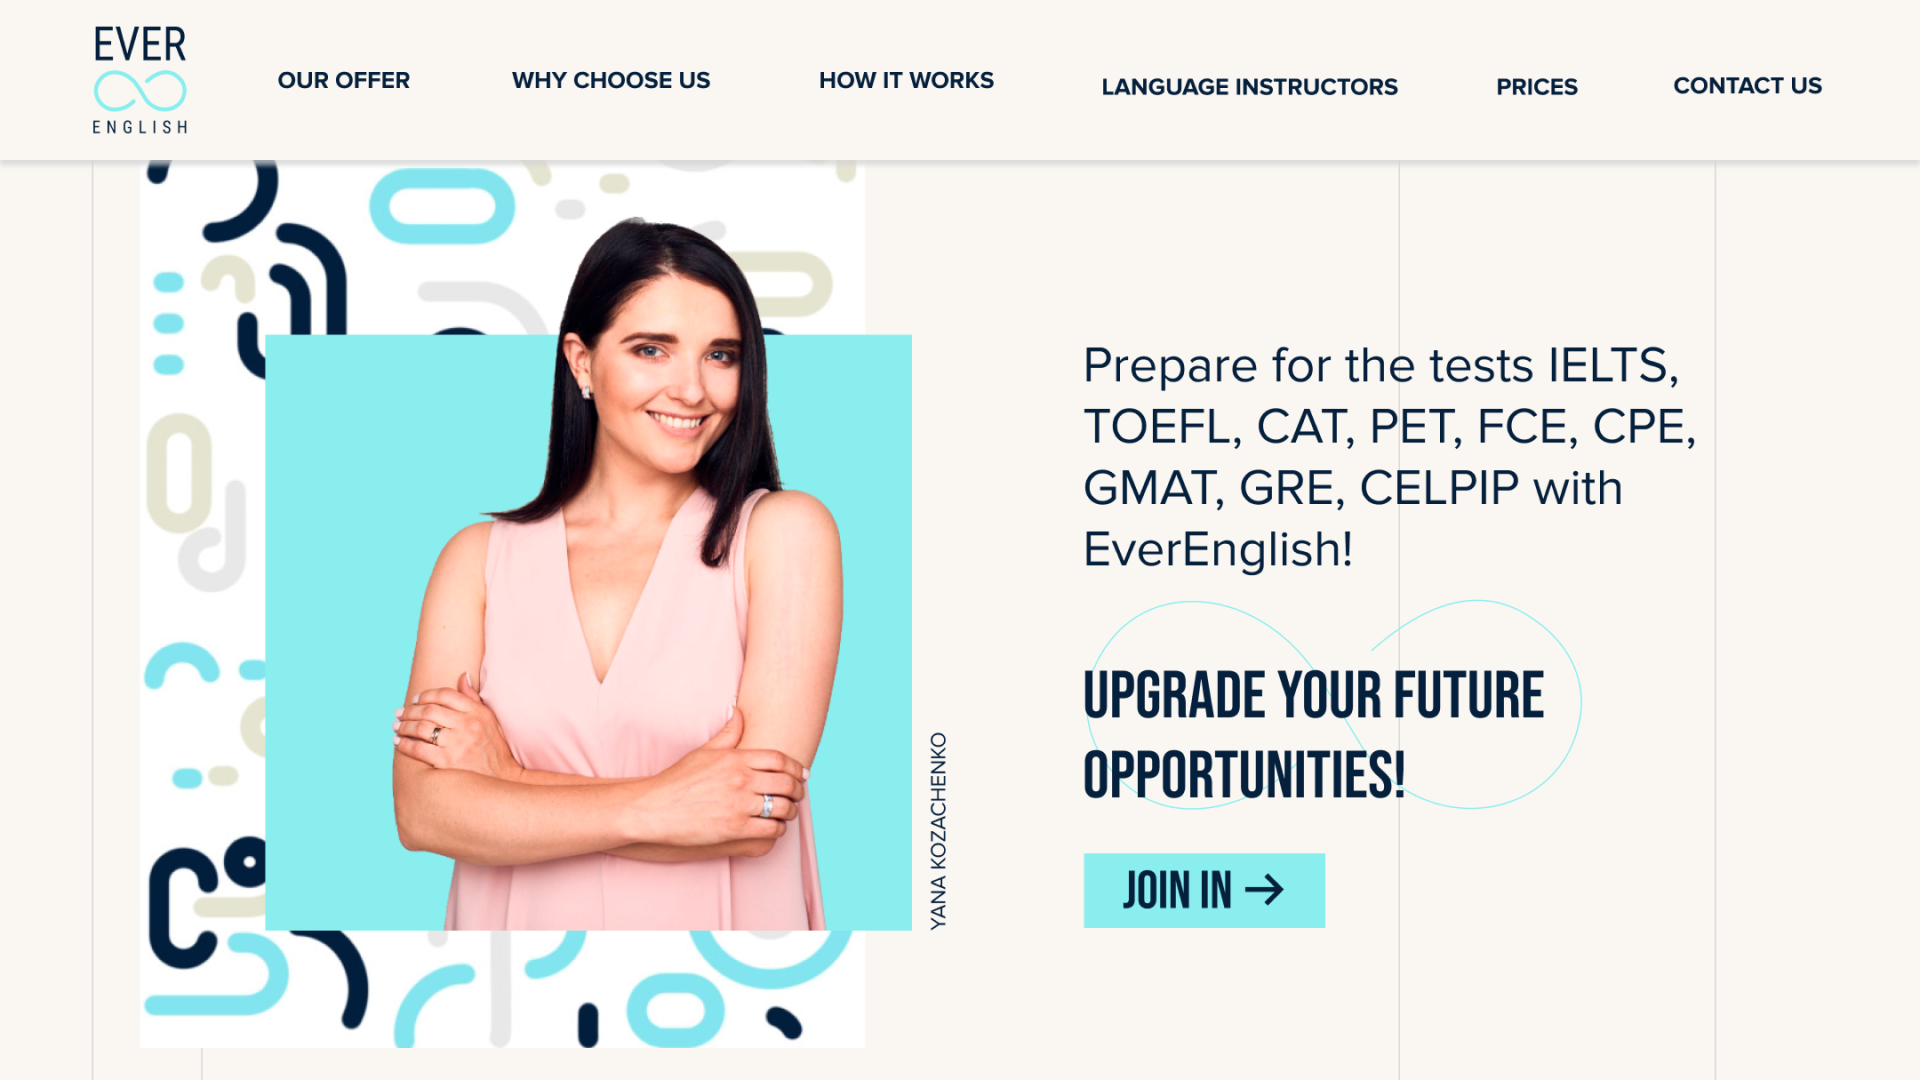 EVER
ENGLISH
OUR OFFER
WHY CHOOSE US
HOW IT WORKS
LANGUAGE INSTRUCTORS
PRICES
CONTACT US
Prepare for the tests IELTS,
TOEFL, CAT, PET, FCE, CPE,
GMAT, GRE, CELPIP with
EverEnglish!
UPGRADE YOUR FUTURE
OPPORTUNITIES!
JOIN IN →
YANA KOZACHENKO